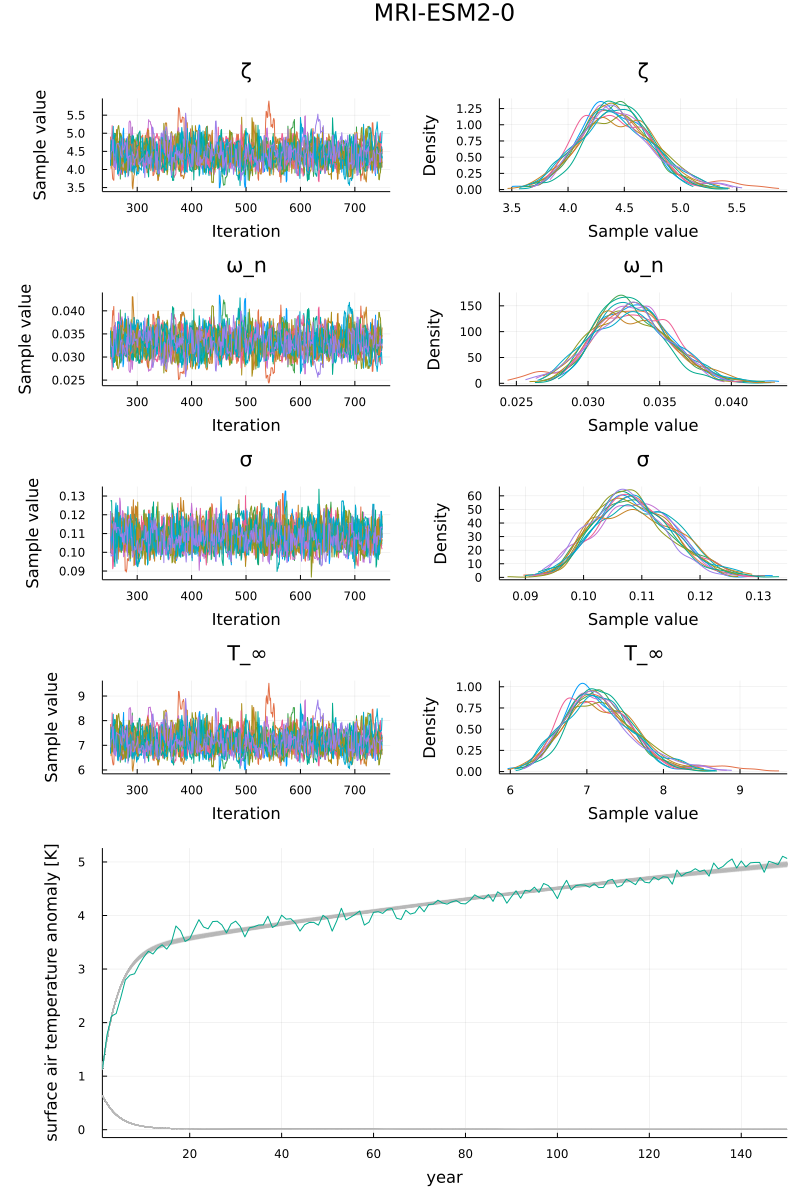 MRI-ESM2-0
ζ
Sample value
5.5
5.0
4.5
4.0
3.5
300 400 500 600 700
Iteration
ζ
Density
1.25
1.00
0.75
0.50
0.25
0.00
3.5 4.0 4.5 5.0 5.5
Sample value
ω_n
Sample value
0.040
0.035
0.030
0.025
300 400 500 600 700
Iteration
ω_n
Density
150
100
50
0
0.025 0.030 0.035 0.040
Sample value
σ
Sample value
0.13
0.12
0.11
0.10
0.09
300 400 500 600 700
Iteration
σ
Density
60
50
40
30
20
10
0
0.09 0.10 0.11 0.12 0.13
Sample value
T_∞
Sample value
9
8
7
6
300 400 500 600 700
Iteration
T_∞
Density
1.00
0.75
0.50
0.25
0.00
6 7 8 9
Sample value
surface air temperature anomaly [K]
5
4
3
2
1
0
20 40 60 80 100 120 140
year